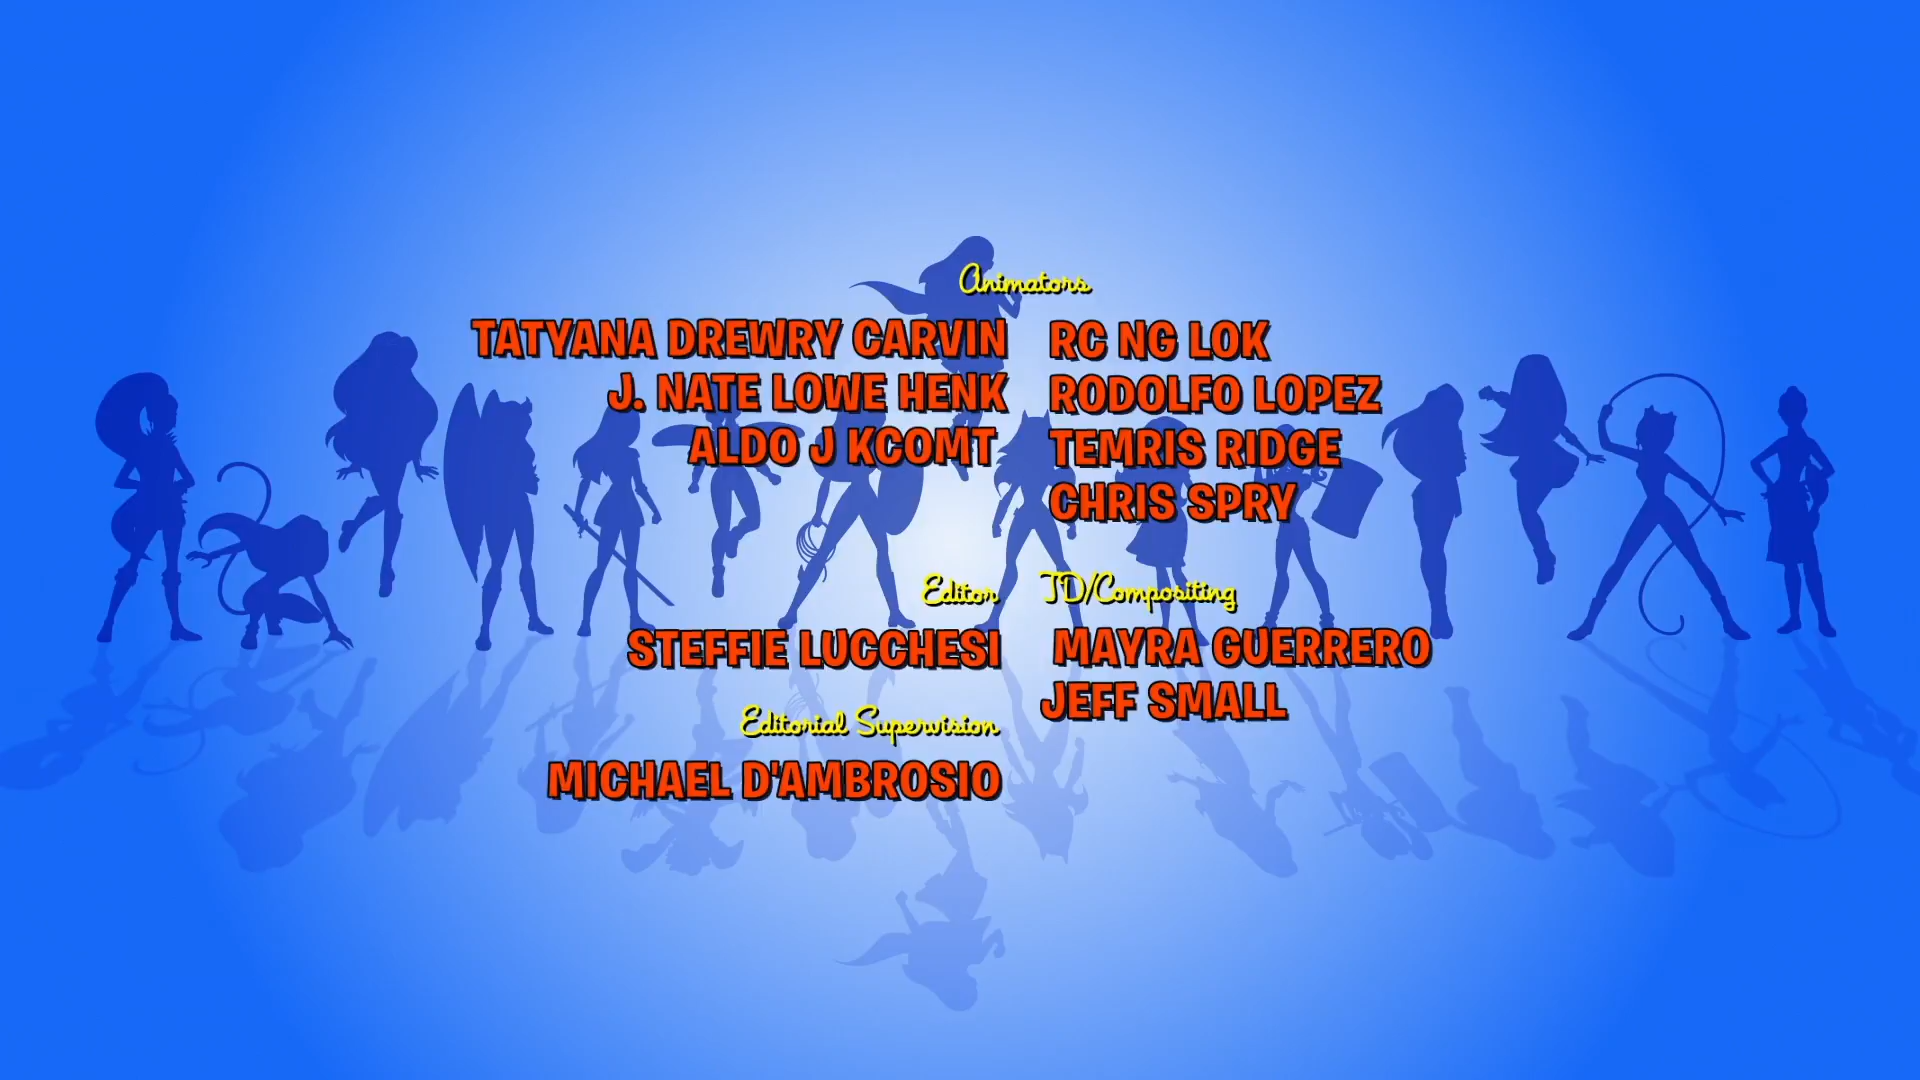 Animators
TATYANA DREWRY CARVIN
J. NATE LOWE HENK
ALDO J KCOMT
RC NG LOK
RODOLFO LOPEZ
TEMRIS RIDGE
CHRIS SPRY
Editor
STEFFIE LUCCHESI
Editorial Supervision
MICHAEL D'AMBROSIO
TD/Compositing
MAYRA GUERRERO
JEFF SMALL